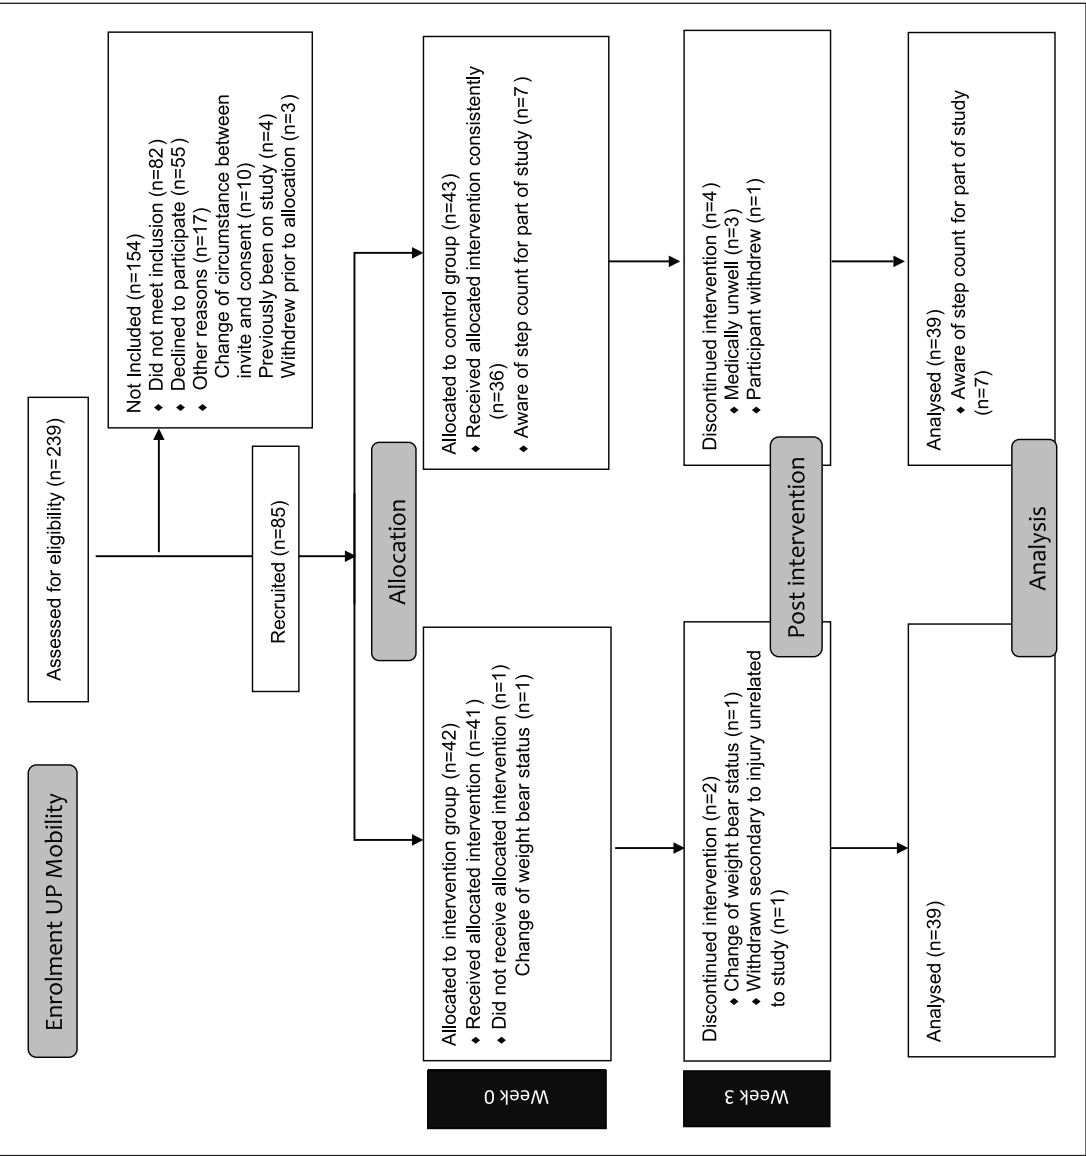 Enrolment UP Mobility
Assessed for eligibility (n=239)
Not Included (n=154)
⬧ Did not meet inclusion (n=82)
⬧ Declined to participate (n=55)
⬧ Other reasons (n=17)
Change of circumstance between
invite and consent (n=10)
Previously been on study (n=4)
Withdrew prior to allocation (n=3)
Recruited (n=85)
Allocation
Week 0
Allocated to intervention group (n=42)
⬧ Received allocated intervention (n=41)
⬧ Did not receive allocated intervention (n=1)
Change of weight bear status (n=1)
Allocated to control group (n=43)
⬧ Received allocated intervention consistently
(n=36)
⬧ Aware of step count for part of study (n=7)
Post intervention
Week 3
Discontinued intervention (n=2)
⬧ Change of weight bear status (n=1)
⬧ Withdrawn secondary to injury unrelated
to study (n=1)
Discontinued intervention (n=4)
⬧ Medically unwell (n=3)
⬧ Participant withdrew (n=1)
Analysis
Analysed (n=39)
Analysed (n=39)
⬧ Aware of step count for part of study
(n=7)